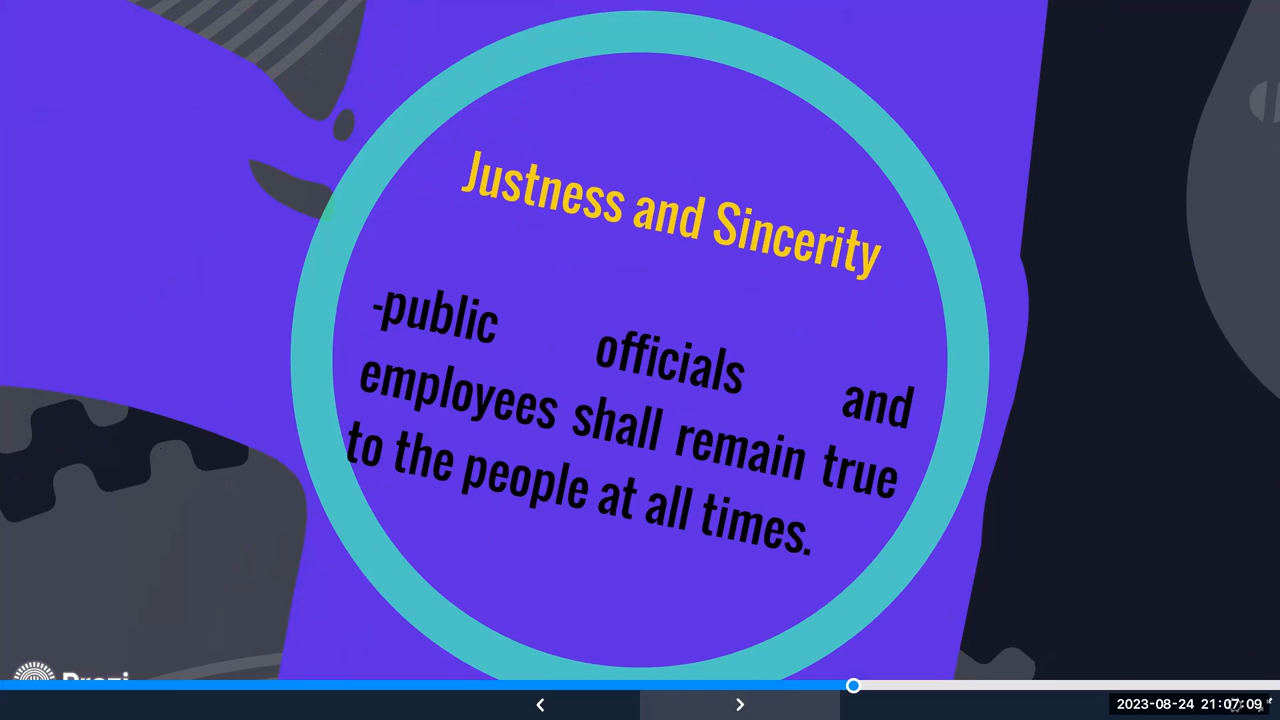 Justness and Sincerity
-public officials and
employees shall remain true
to the people at all times.
Prezi
2023-08-24 21:07:09